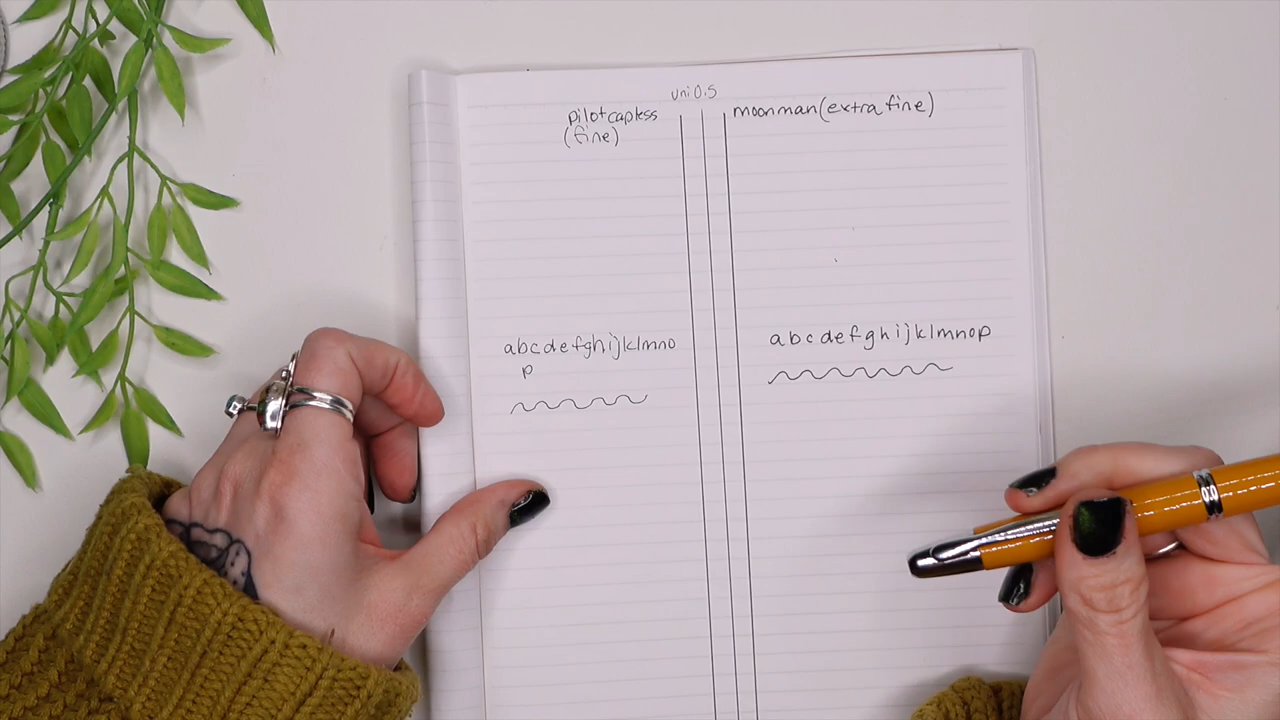 uni 0.5
pilot capless
(fine)
moonman (extra fine)
abcdefghijklmno
p
abcdefghijklmnop